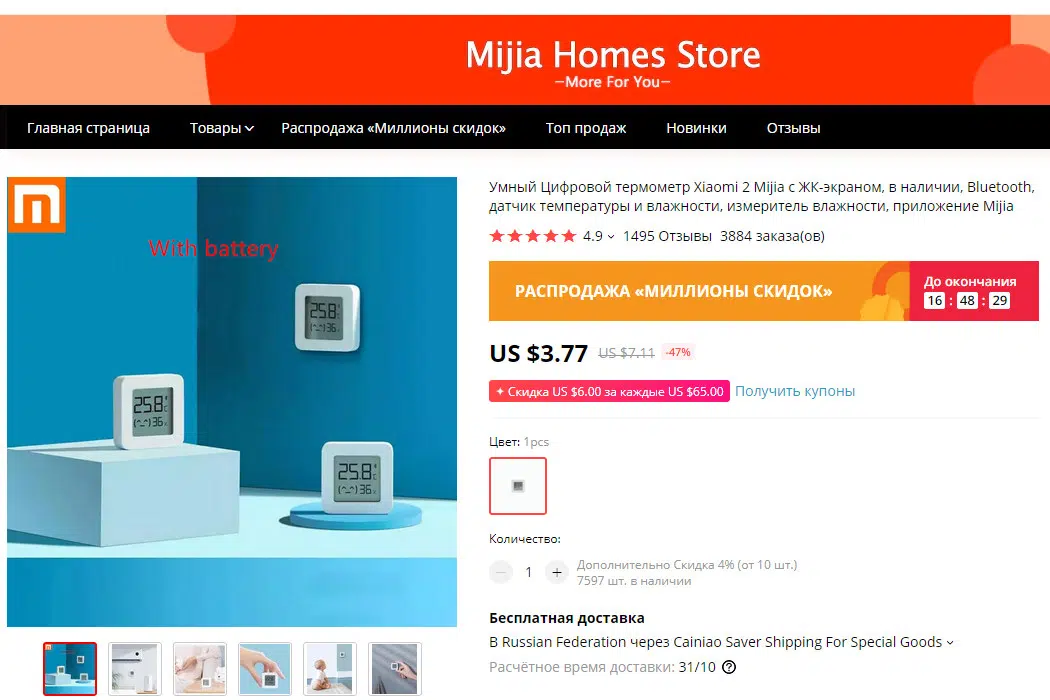 Mijia Homes Store
—More For You—
Главная страница Товары Распродажа «Миллионы скидок» Топ продаж Новинки Отзывы
With battery
25.8
36
25.8
36
25.8
36
Умный Цифровой термометр Xiaomi 2 Mijia с ЖК-экраном, в наличии, Bluetooth,
датчик температуры и влажности, измеритель влажности, приложение Mijia
4.9 1495 Отзывы 3884 заказа(ов)
РАСПРОДАЖА «МИЛЛИОНЫ СКИДОК»
До окончания
16 : 48 : 29
US $3.77 US $7.11 -47%
Скидка US $6.00 за каждые US $65.00 Получить купоны
Цвет: 1pcs
Количество:
1
Дополнительно Скидка 4% (от 10 шт.)
7597 шт. в наличии
Бесплатная доставка
В Russian Federation через Cainiao Saver Shipping For Special Goods
Расчётное время доставки: 31/10